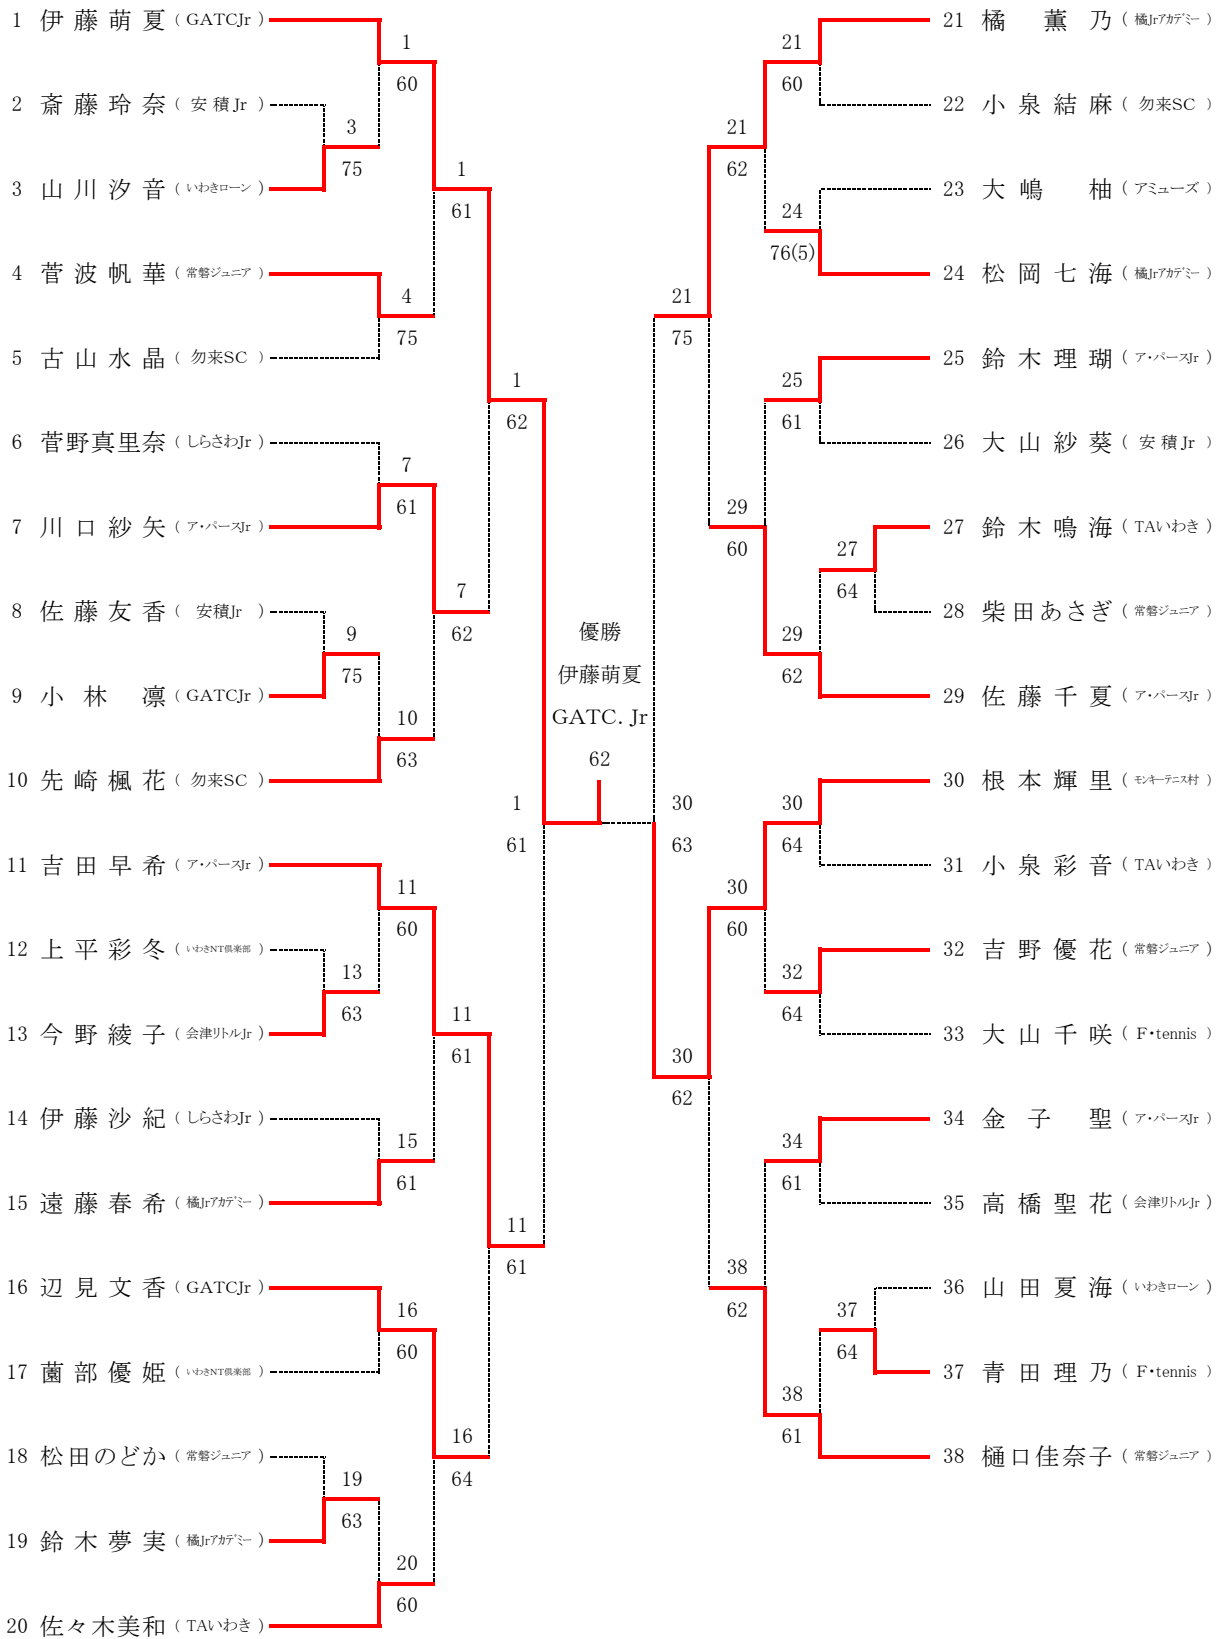 1 伊藤萌夏 ( GATCJr )
2 斎藤玲奈 ( 安積Jr )
3 山川汐音 ( いわきローン )
4 菅波帆華 ( 常磐ジュニア )
5 古山水晶 ( 勿来SC )
6 菅野真里奈 ( しらさわJr )
7 川口紗矢 ( ア・パースJr )
8 佐藤友香 ( 安積Jr )
9 小林凛 ( GATCJr )
10 先崎楓花 ( 勿来SC )
11 吉田早希 ( ア・パースJr )
12 上平彩冬 ( いわきNT倶楽部 )
13 今野綾子 ( 会津リトルJr )
14 伊藤沙紀 ( しらさわJr )
15 遠藤春希 ( 橘Jrアカデミー )
16 辺見文香 ( GATCJr )
17 薗部優姫 ( いわきNT倶楽部 )
18 松田のどか ( 常磐ジュニア )
19 鈴木夢実 ( 橘Jrアカデミー )
20 佐々木美和 ( TAいわき )
3
75
9
75
13
63
19
63
1
60
4
75
7
61
10
63
11
60
15
61
16
60
20
60
1
61
7
62
11
61
16
64
1
62
11
61
1
61
優勝
伊藤萌夏
GATC. Jr
62
30
63
21
75
30
62
21
62
29
60
30
60
38
62
21
60
24
76(5)
25
61
29
62
30
64
32
64
34
61
38
61
27
64
37
64
21 橘薫乃 ( 橘Jrアカデミー )
22 小泉結麻 ( 勿来SC )
23 大嶋柚 ( アミューズ )
24 松岡七海 ( 橘Jrアカデミー )
25 鈴木理瑚 ( ア・パースJr )
26 大山紗葵 ( 安積Jr )
27 鈴木鳴海 ( TAいわき )
28 柴田あさぎ ( 常磐ジュニア )
29 佐藤千夏 ( ア・パースJr )
30 根本輝里 ( モンキーテニス村 )
31 小泉彩音 ( TAいわき )
32 吉野優花 ( 常磐ジュニア )
33 大山千咲 ( F・tennis )
34 金子聖 ( ア・パースJr )
35 高橋聖花 ( 会津リトルJr )
36 山田夏海 ( いわきローン )
37 青田理乃 ( F・tennis )
38 樋口佳奈子 ( 常磐ジュニア )